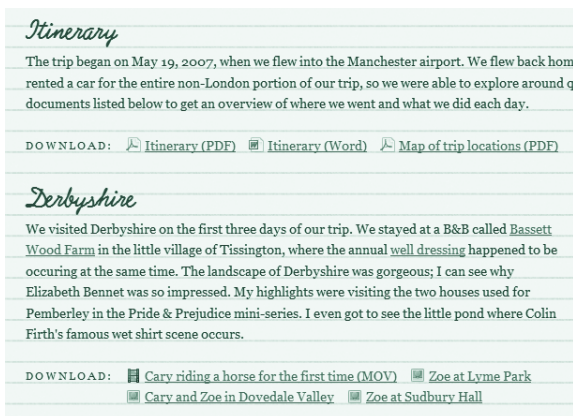 Itinerary
The trip began on May 19, 2007, when we flew into the Manchester airport. We flew back hom
rented a car for the entire non-London portion of our trip, so we were able to explore around q
documents listed below to get an overview of where we went and what we did each day.
DOWNLOAD: Itinerary (PDF) Itinerary (Word) Map of trip locations (PDF)
Derbyshire
We visited Derbyshire on the first three days of our trip. We stayed at a B&B called Bassett
Wood Farm in the little village of Tissington, where the annual well dressing happened to be
occuring at the same time. The landscape of Derbyshire was gorgeous; I can see why
Elizabeth Bennet was so impressed. My highlights were visiting the two houses used for
Pemberley in the Pride & Prejudice mini-series. I even got to see the little pond where Colin
Firth's famous wet shirt scene occurs.
DOWNLOAD: Cary riding a horse for the first time (MOV) Zoe at Lyme Park
Cary and Zoe in Dovedale Valley Zoe at Sudbury Hall